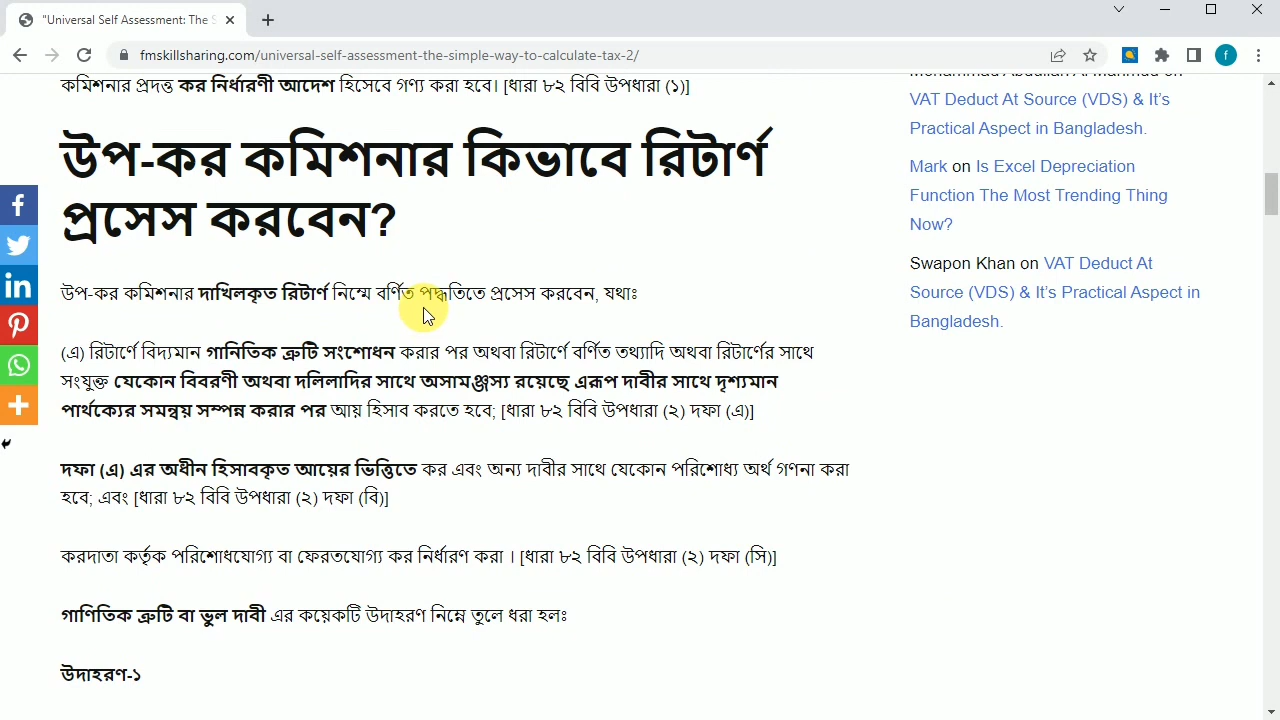 "Universal Self Assessment: The S
fmskillsharing.com/universal-self-assessment-the-simple-way-to-calculate-tax-2/
f
কমিশনার প্রদত্ত কর নির্ধারণী আদেশ হিসেবে গণ্য করা হবে। [ধারা ৮২ বিবি উপধারা (১)]
উপ-কর কমিশনার কিভাবে রিটার্ণ
প্রসেস করবেন?
উপ-কর কমিশনার দাখিলকৃত রিটার্ণ নিম্মে বর্ণিত পদ্ধতিতে প্রসেস করবেন, যথাঃ
(এ) রিটার্ণে বিদ্যমান গানিতিক ত্রুটি সংশোধন করার পর অথবা রিটার্ণে বর্ণিত তথ্যাদি অথবা রিটার্ণের সাথে
সংযুক্ত যেকোন বিবরণী অথবা দলিলাদির সাথে অসামঞ্জস্য রয়েছে এরূপ দাবীর সাথে দৃশ্যমান
পার্থক্যের সমন্বয় সম্পন্ন করার পর আয় হিসাব করতে হবে; [ধারা ৮২ বিবি উপধারা (২) দফা (এ)]
দফা (এ) এর অধীন হিসাবকৃত আয়ের ভিত্তিতে কর এবং অন্য দাবীর সাথে যেকোন পরিশোধ্য অর্থ গণনা করা
হবে; এবং [ধারা ৮২ বিবি উপধারা (২) দফা (বি)]
করদাতা কর্তৃক পরিশোধযোগ্য বা ফেরতযোগ্য কর নির্ধারণ করা । [ধারা ৮২ বিবি উপধারা (২) দফা (সি)]
গাণিতিক ত্রুটি বা ভুল দাবী এর কয়েকটি উদাহরণ নিম্নে তুলে ধরা হলঃ
উদাহরণ-১
Mohammad Abdullah Al Mahmud on
VAT Deduct At Source (VDS) & It's
Practical Aspect in Bangladesh.
Mark on Is Excel Depreciation
Function The Most Trending Thing
Now?
Swapon Khan on VAT Deduct At
Source (VDS) & It's Practical Aspect in
Bangladesh.